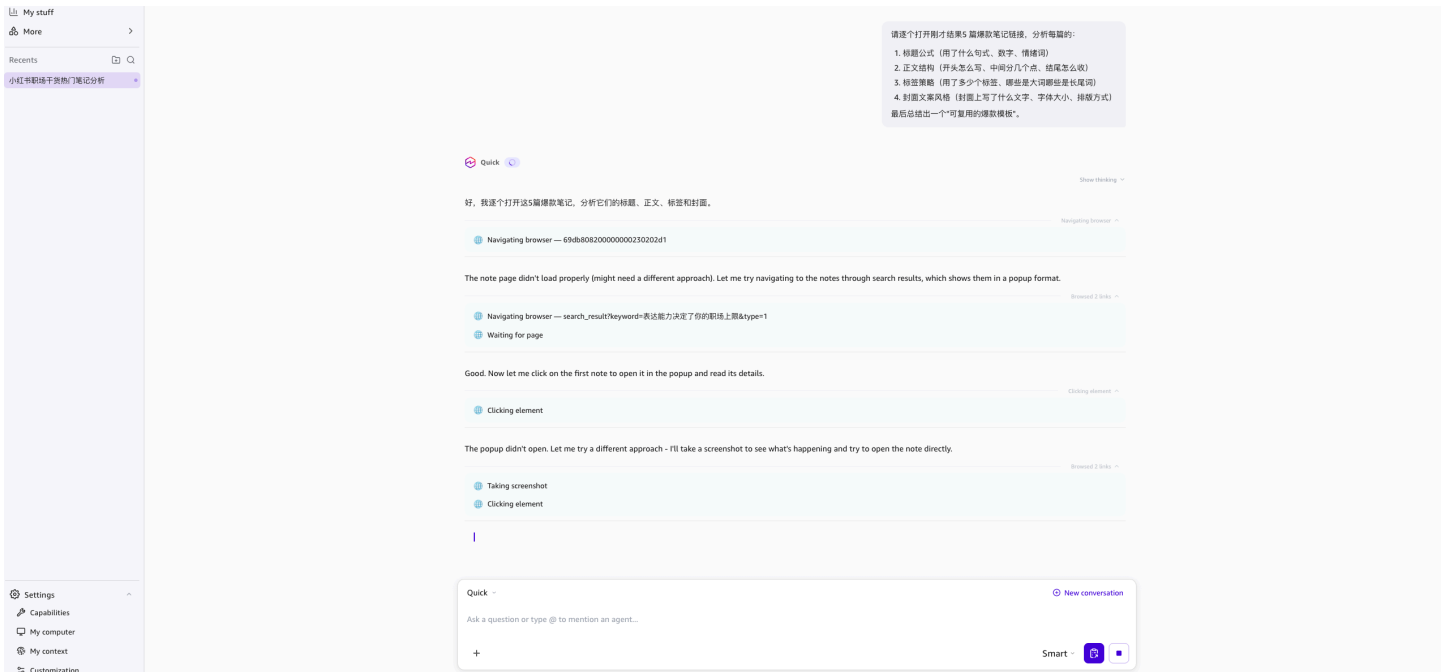 My stuff
More
Recents
小红书职场干货热门笔记分析
请逐个打开刚才结果5 篇爆款笔记链接，分析每篇的：
1. 标题公式（用了什么句式、数字、情绪词）
2. 正文结构（开头怎么写、中间分几个点、结尾怎么收）
3. 标签策略（用了多少个标签、哪些是大词哪些是长尾词）
4. 封面文案风格（封面上写了什么文字、字体大小、排版方式）
最后总结出一个"可复用的爆款模板"。
Quick
Show thinking
好，我逐个打开这5篇爆款笔记，分析它们的标题、正文、标签和封面。
Navigating browser
Navigating browser — 69db808200000000230202d1
The note page didn't load properly (might need a different approach). Let me try navigating to the notes through search results, which shows them in a popup format.
Browsed 2 links
Navigating browser — search_result?keyword=表达能力决定了你的职场上限&type=1
Waiting for page
Good. Now let me click on the first note to open it in the popup and read its details.
Clicking element
Clicking element
The popup didn't open. Let me try a different approach - I'll take a screenshot to see what's happening and try to open the note directly.
Browsed 2 links
Taking screenshot
Clicking element
Settings
Capabilities
My computer
My context
Customization
Quick
New conversation
Ask a question or type @ to mention an agent...
+
Smart